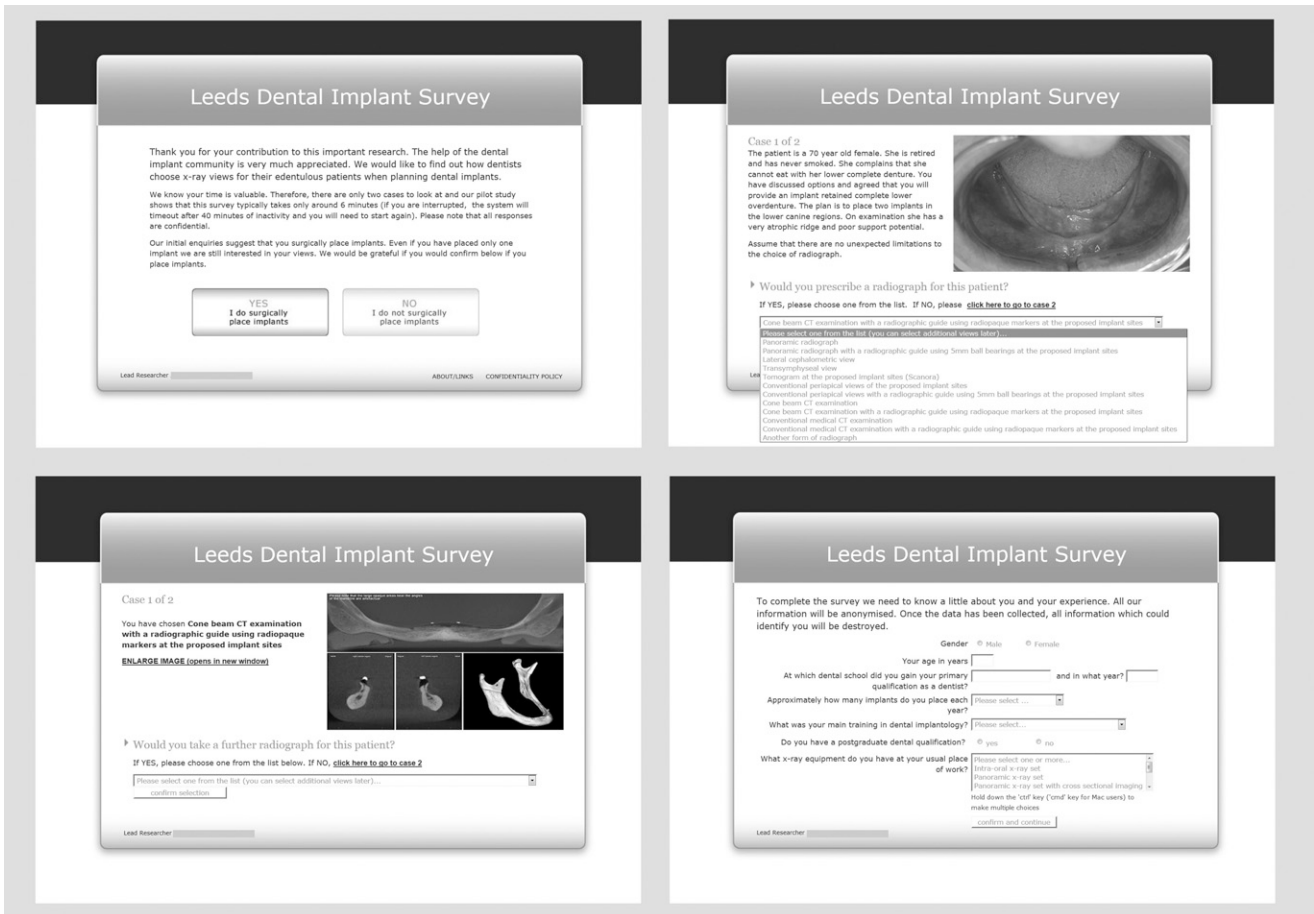 Leeds Dental Implant Survey
Thank you for your contribution to this important research. The help of the dental
implant community is very much appreciated. We would like to find out how dentists
choose x-ray views for their edentulous patients when planning dental implants.
We know your time is valuable. Therefore, there are only two cases to look at and our pilot study
shows that this survey typically takes only around 6 minutes (if you are interrupted, the system will
timeout after 40 minutes of inactivity and you will need to start again). Please note that all responses
are confidential.
Our initial enquiries suggest that you surgically place implants. Even if you have placed only one
implant we are still interested in your views. We would be grateful if you would confirm below if you
place implants.
YES
I do surgically
place implants
NO
I do not surgically
place implants
Lead Researcher
ABOUT/LINKS CONFIDENTIALITY POLICY
Leeds Dental Implant Survey
Case 1 of 2
The patient is a 70 year old female. She is retired
and has never smoked. She complains that she
cannot eat with her lower complete denture. You
have discussed options and agreed that you will
provide an implant retained complete lower
overdenture. The plan is to place two implants in
the lower canine regions. On examination she has a
very atrophic ridge and poor support potential.
Assume that there are no unexpected limitations to
the choice of radiograph.
Would you prescribe a radiograph for this patient?
If YES, please choose one from the list. If NO, please click here to go to case 2
Cone beam CT examination with a radiographic guide using radiopaque markers at the proposed implant sites
Please select one from the list (you can select additional views later)...
Panoramic radiograph
Panoramic radiograph with a radiographic guide using 5mm ball bearings at the proposed implant sites
Lateral cephalometric view
Transymphyseal view
Tomogram at the proposed implant sites (Scanora)
Conventional periapical views of the proposed implant sites
Conventional periapical views with a radiographic guide using 5mm ball bearings at the proposed implant sites
Cone beam CT examination
Cone beam CT examination with a radiographic guide using radiopaque markers at the proposed implant sites
Conventional medical CT examination
Conventional medical CT examination with a radiographic guide using radiopaque markers at the proposed implant sites
Another form of radiograph
Lea
Leeds Dental Implant Survey
Case 1 of 2
You have chosen Cone beam CT examination
with a radiographic guide using radiopaque
markers at the proposed implant sites
ENLARGE IMAGE (opens in new window)
Would you take a further radiograph for this patient?
If YES, please choose one from the list below. If NO, click here to go to case 2
Please select one from the list (you can select additional views later)...
confirm selection
Lead Researcher
Leeds Dental Implant Survey
To complete the survey we need to know a little about you and your experience. All our
information will be anonymised. Once the data has been collected, all information which could
identify you will be destroyed.
Gender Male Female
Your age in years
At which dental school did you gain your primary and in what year?
qualification as a dentist?
Approximately how many implants do you place each Please select ...
year?
What was your main training in dental implantology? Please select...
Do you have a postgraduate dental qualification? yes no
What x-ray equipment do you have at your usual place Please select one or more...
of work? Intra-oral x-ray set
Panoramic x-ray set
Panoramic x-ray set with cross sectional imaging
Hold down the 'ctrl' key ('cmd' key for Mac users) to
make multiple choices
confirm and continue
Lead Researcher